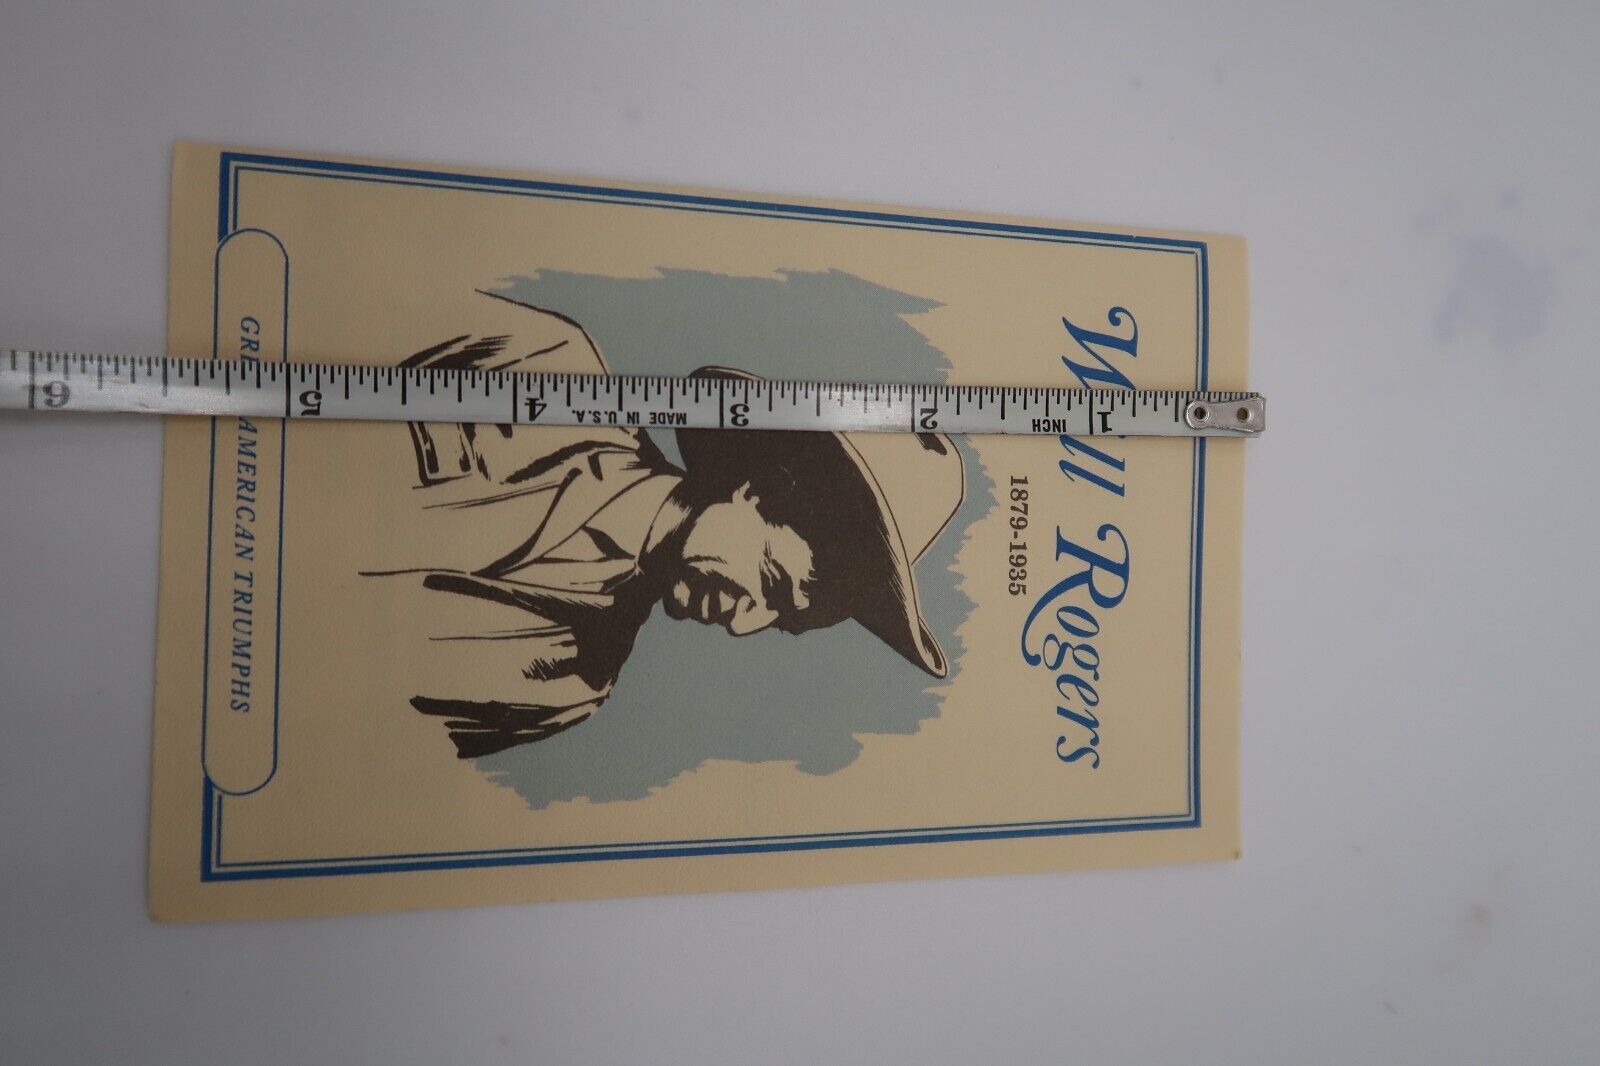 Will Rogers
1879-1935
GREAT AMERICAN TRIUMPHS
1
INCH
2
3
MADE IN U.S.A.
4
5
6